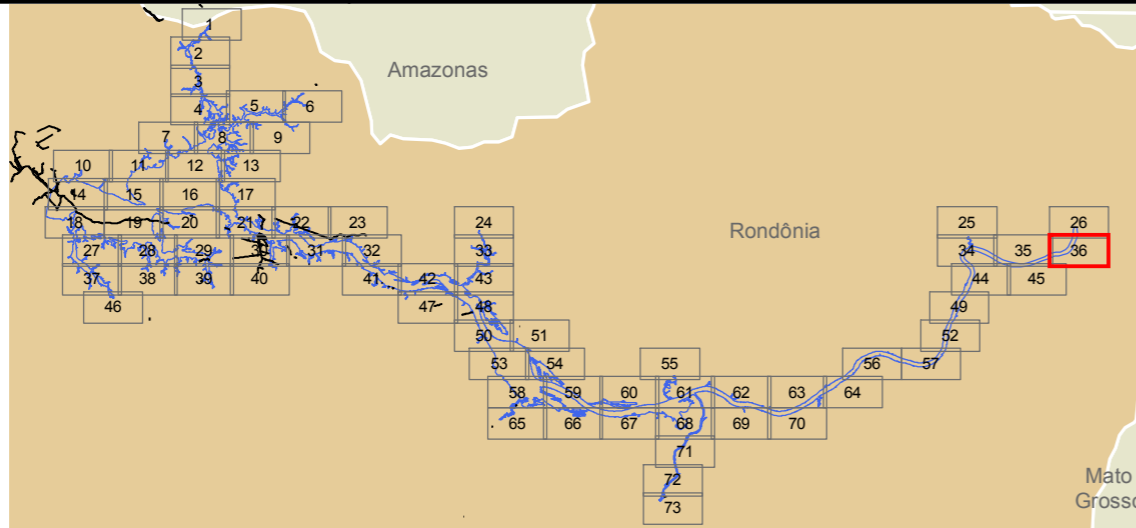 1
2
Amazonas
3
4 5 6
7 8 9
10 11 12 13
14 15 16 17
18 19 20 21 22 23 24 Rondônia 25 26
27 28 29 30 31 32 33 34 35 36
37 38 39 40 41 42 43 44 45
46 47 48 49
50 51 52
53 54 55 56 57
58 59 60 61 62 63 64
65 66 67 68 69 70
71
72 Mato
73 Grosso